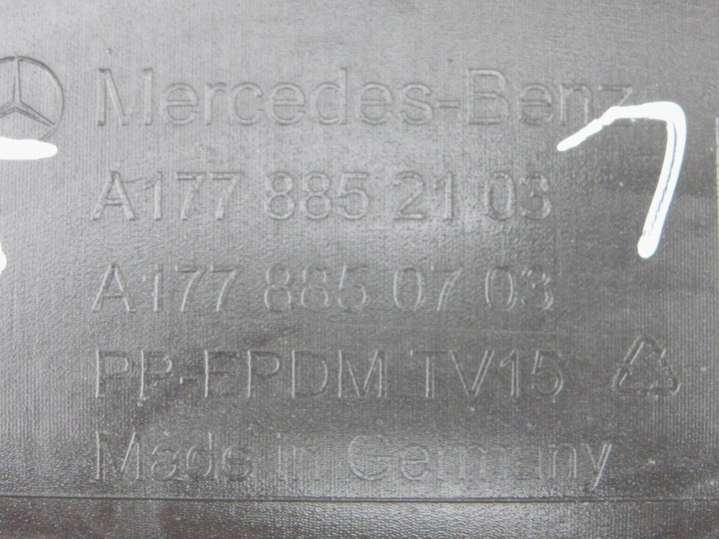 Mercedes-Benz
A177 885 21 03
A177 885 07 03
PP-EPDM TV15
Made in Germany